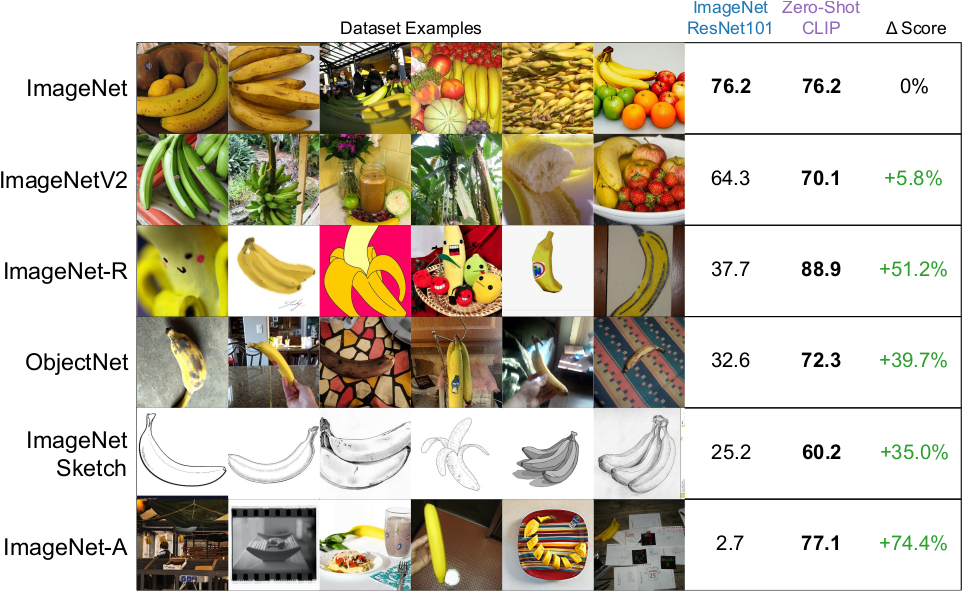 Dataset Examples
ImageNet
ResNet101
Zero-Shot
CLIP
Δ Score
ImageNet
76.2
76.2
0%
ImageNetV2
64.3
70.1
+5.8%
ImageNet-R
37.7
88.9
+51.2%
ObjectNet
32.6
72.3
+39.7%
ImageNet
Sketch
25.2
60.2
+35.0%
ImageNet-A
2.7
77.1
+74.4%